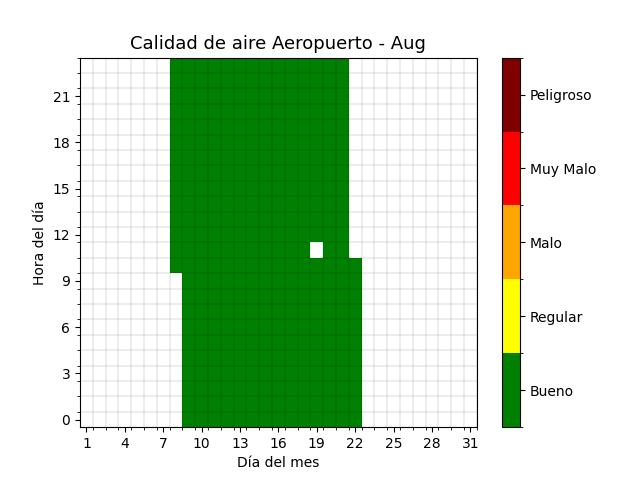 Calidad de aire Aeropuerto - Aug
Hora del día
21
18
15
12
9
6
3
0
1 4 7 10 13 16 19 22 25 28 31
Día del mes
Peligroso
Muy Malo
Malo
Regular
Bueno